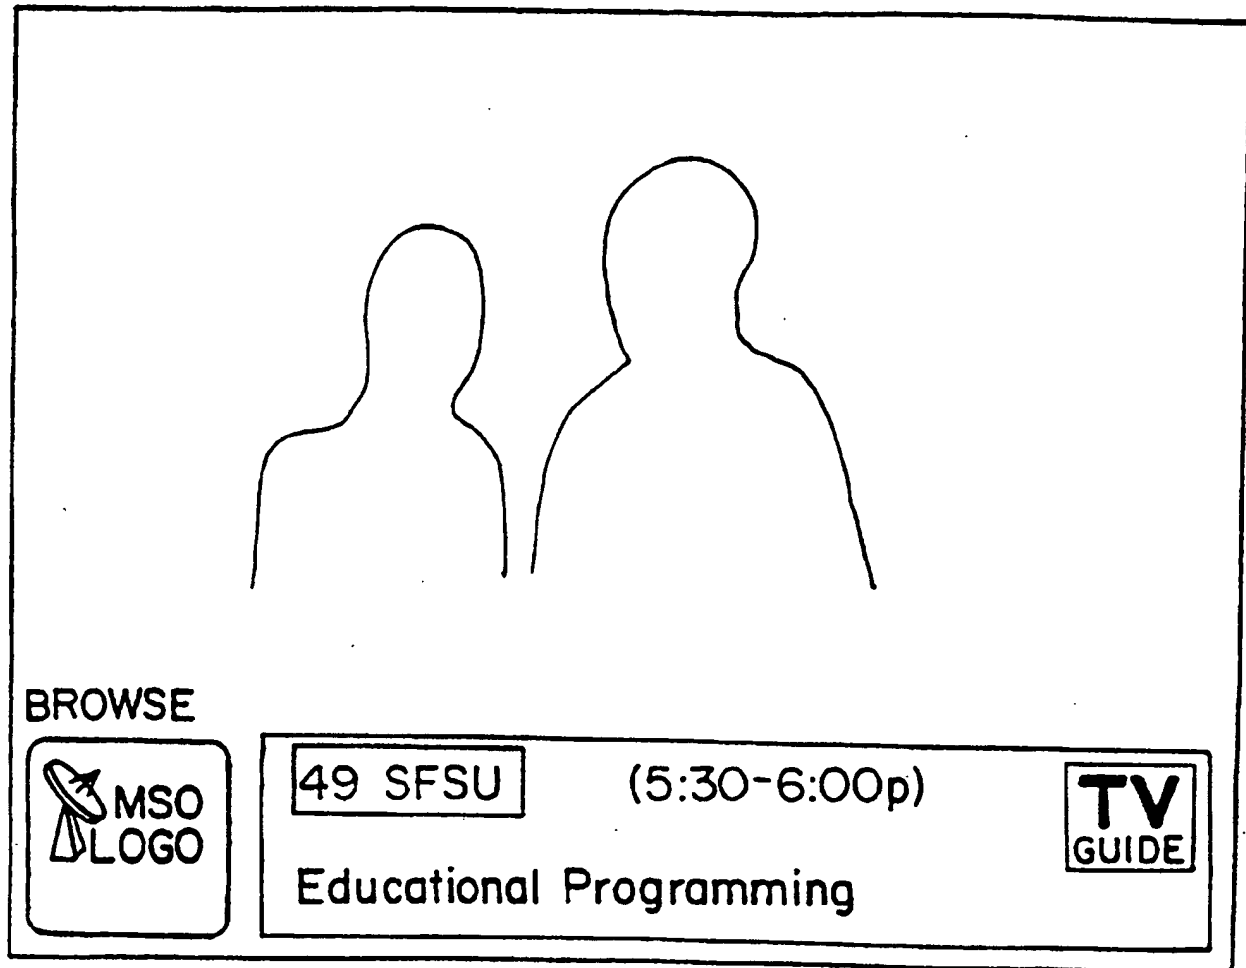 BROWSE
MSO
LOGO
49 SFSU (5:30-6:00p)
Educational Programming
TV
GUIDE